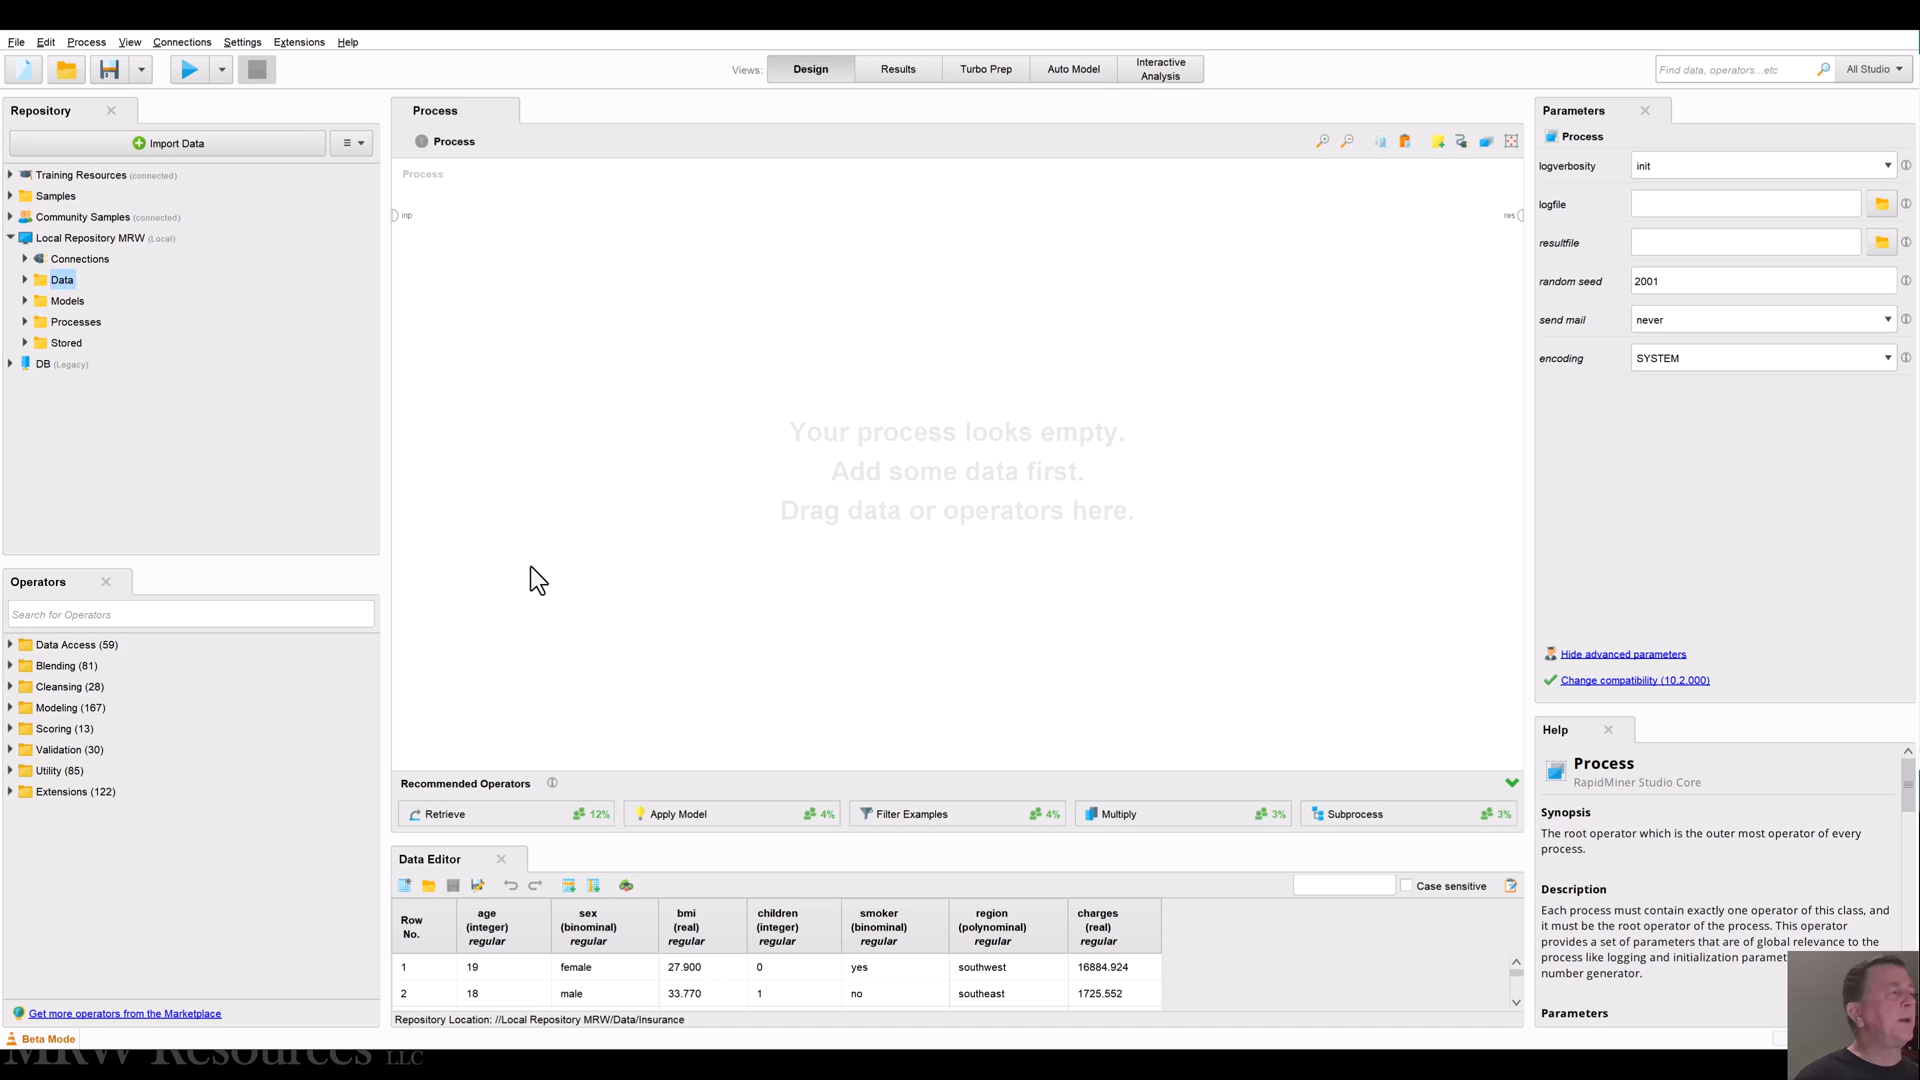 File Edit Process View Connections Settings Extensions Help
Views: Design Results Turbo Prep Auto Model Interactive Analysis
Find data, operators...etc All Studio
Repository
Import Data
Training Resources (connected)
Samples
Community Samples (connected)
Local Repository MRW (Local)
Connections
Data
Models
Processes
Stored
DB (Legacy)
Operators
Search for Operators
Data Access (59)
Blending (81)
Cleansing (28)
Modeling (167)
Scoring (13)
Validation (30)
Utility (85)
Extensions (122)
Get more operators from the Marketplace
Beta Mode
MRW Resources LLC
Process
Process
Process
inp
res
Your process looks empty.
Add some data first.
Drag data or operators here.
Recommended Operators
Retrieve 12% Apply Model 4% Filter Examples 4% Multiply 3% Subprocess 3%
Data Editor
Case sensitive
Row No. age (integer) regular sex (binominal) regular bmi (real) regular children (integer) regular smoker (binominal) regular region (polynominal) regular charges (real) regular
1 19 female 27.900 0 yes southwest 16884.924
2 18 male 33.770 1 no southeast 1725.552
Repository Location: //Local Repository MRW/Data/Insurance
Parameters
Process
logverbosity init
logfile
resultfile
random seed 2001
send mail never
encoding SYSTEM
Hide advanced parameters
Change compatibility (10.2.000)
Help
Process
RapidMiner Studio Core
Synopsis
The root operator which is the outer most operator of every
process.
Description
Each process must contain exactly one operator of this class, and
it must be the root operator of the process. This operator
provides a set of parameters that are of global relevance to the
process like logging and initialization
number generator.
Parameters